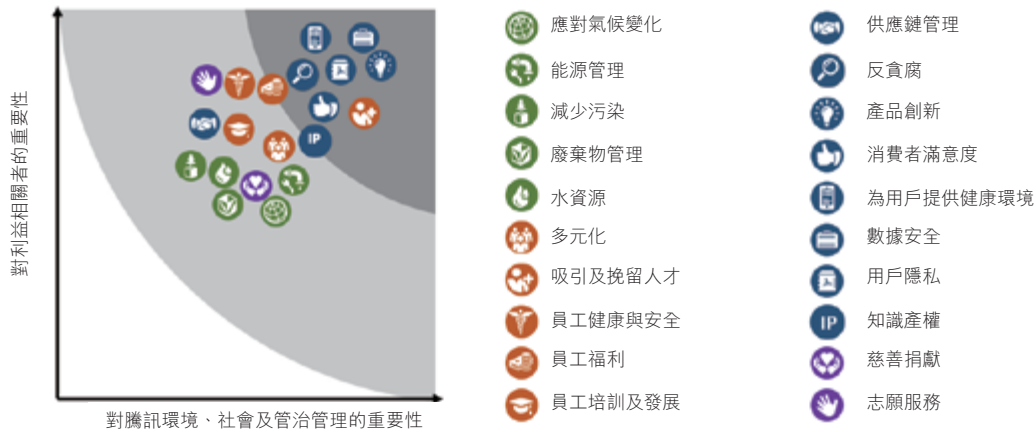 對利益相關者的重要性
IP
對騰訊環境、社會及管治管理的重要性
應對氣候變化
能源管理
減少污染
廢棄物管理
水資源
多元化
吸引及挽留人才
員工健康與安全
員工福利
員工培訓及發展
供應鏈管理
反貪腐
產品創新
消費者滿意度
為用戶提供健康環境
數據安全
用戶隱私
IP
知識產權
慈善捐獻
志願服務